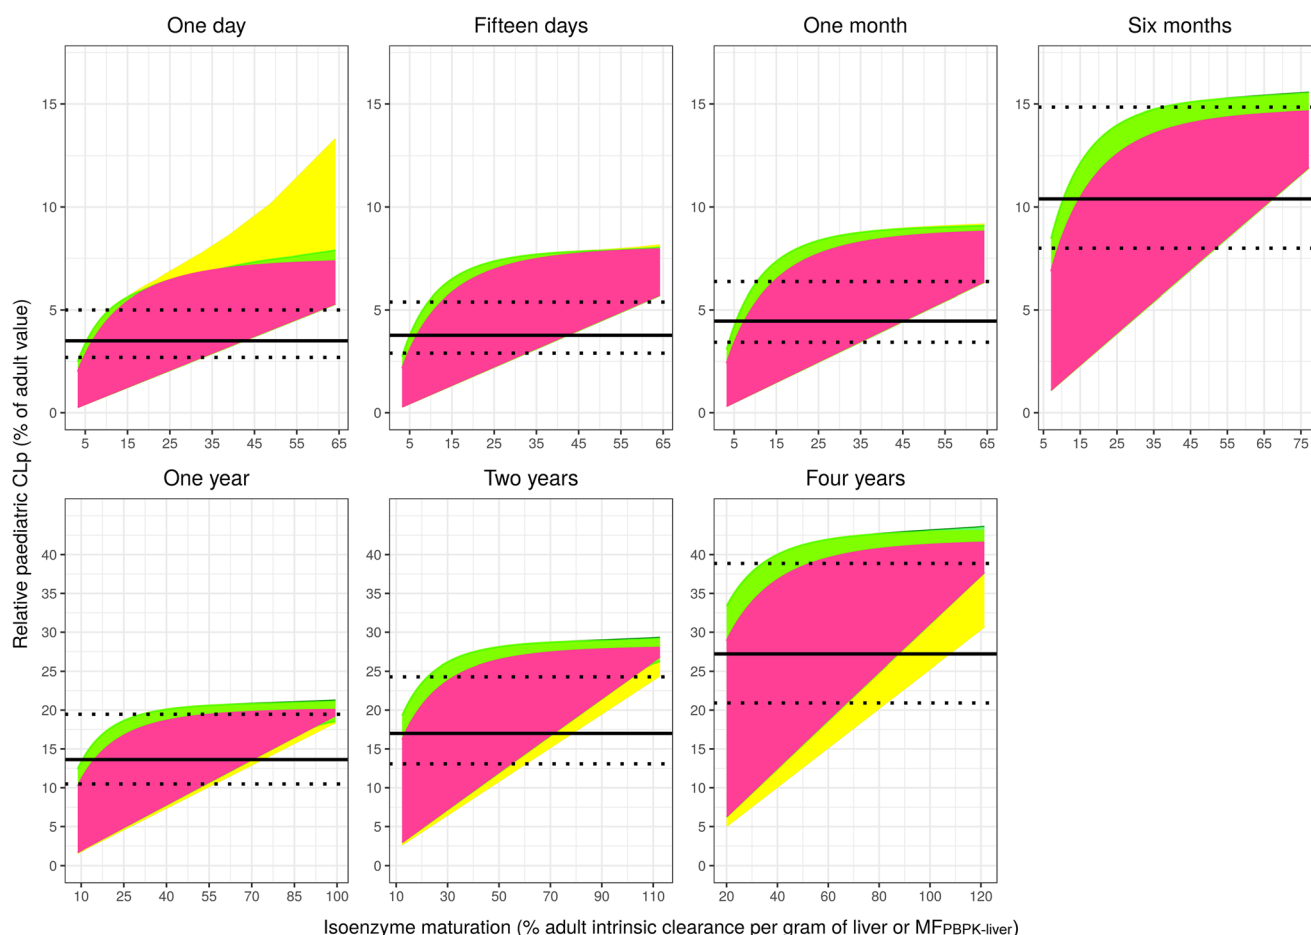 One day
Fifteen days
One month
Six months
15
10
5
0
15
10
5
0
15
10
5
0
15
10
5
0
5 15 25 35 45 55 65
5 15 25 35 45 55 65
5 15 25 35 45 55 65
5 15 25 35 45 55 65 75
Relative paediatric CLp (% of adult value)
One year
Two years
Four years
40
35
30
25
20
15
10
5
0
40
35
30
25
20
15
10
5
0
40
35
30
25
20
15
10
5
0
10 25 40 55 70 85 100
10 30 50 70 90 110
20 40 60 80 100 120
Isoenzyme maturation (% adult intrinsic clearance per gram of liver or MFPBPK-liver)